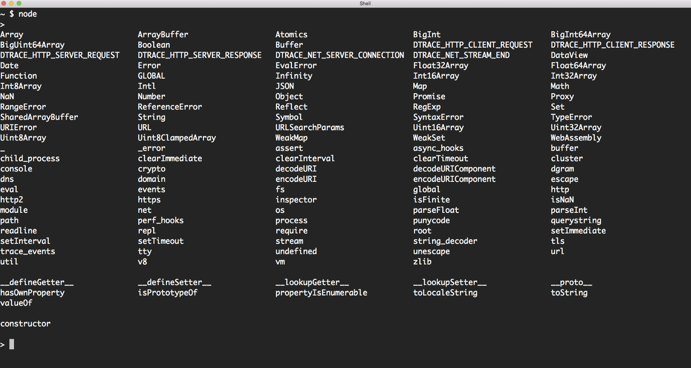 Shell
~ $ node
>
Array ArrayBuffer Atomics BigInt BigInt64Array
BigUint64Array Boolean Buffer DTRACE_HTTP_CLIENT_REQUEST DTRACE_HTTP_CLIENT_RESPONSE
DTRACE_HTTP_SERVER_REQUEST DTRACE_HTTP_SERVER_RESPONSE DTRACE_NET_SERVER_CONNECTION DTRACE_NET_STREAM_END DataView
Date Error EvalError Float32Array Float64Array
Function GLOBAL Infinity Int16Array Int32Array
Int8Array Intl JSON Map Math
NaN Number Object Promise Proxy
RangeError ReferenceError Reflect RegExp Set
SharedArrayBuffer String Symbol SyntaxError TypeError
URIError URL URLSearchParams Uint16Array Uint32Array
Uint8Array Uint8ClampedArray WeakMap WeakSet WebAssembly
_ _error assert async_hooks buffer
child_process clearImmediate clearInterval clearTimeout cluster
console crypto decodeURI decodeURIComponent dgram
dns domain encodeURI encodeURIComponent escape
eval events fs global http
http2 https inspector isFinite isNaN
module net os parseFloat parseInt
path perf_hooks process punycode querystring
readline repl require root setImmediate
setInterval setTimeout stream string_decoder tls
trace_events tty undefined unescape url
util v8 vm zlib
__defineGetter__ __defineSetter__ __lookupGetter__ __lookupSetter__ __proto__
hasOwnProperty isPrototypeOf propertyIsEnumerable toLocaleString toString
valueOf
constructor
>